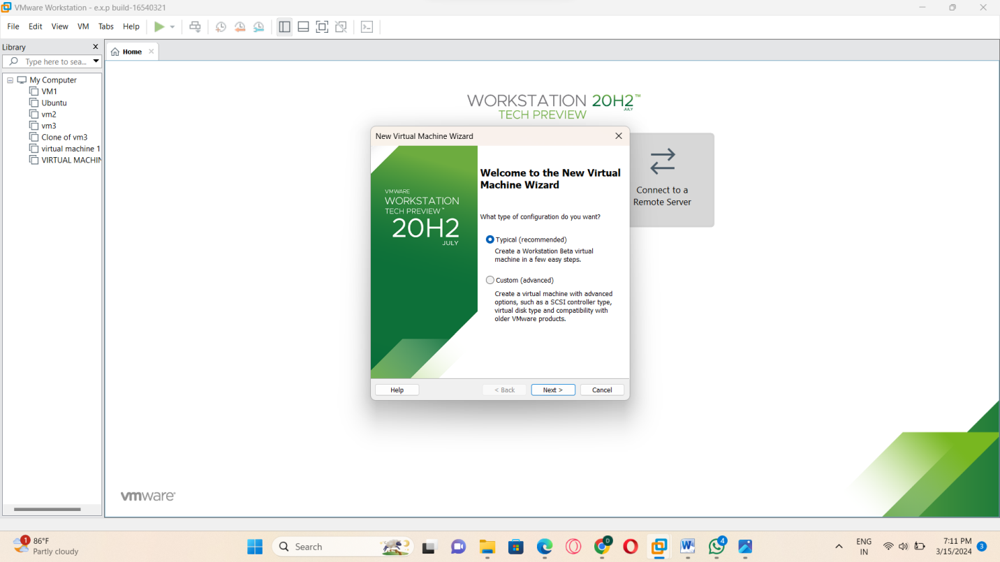 VMware Workstation - e.x.p build-16540321
File Edit View VM Tabs Help
Library
Type here to sea...
My Computer
VM1
Ubuntu
vm2
vm3
Clone of vm3
virtual machine 1
VIRTUAL MACHIN
Home
WORKSTATION 20H2™
JULY
TECH PREVIEW
Connect to a
Remote Server
New Virtual Machine Wizard
VMWARE
WORKSTATION
TECH PREVIEW™
20H2
JULY
Welcome to the New Virtual
Machine Wizard
What type of configuration do you want?
Typical (recommended)
Create a Workstation Beta virtual
machine in a few easy steps.
Custom (advanced)
Create a virtual machine with advanced
options, such as a SCSI controller type,
virtual disk type and compatibility with
older VMware products.
Help < Back Next > Cancel
vmware®
1 86°F
Partly cloudy
Search
D
W
4
ENG
IN
7:11 PM
3/15/2024
3